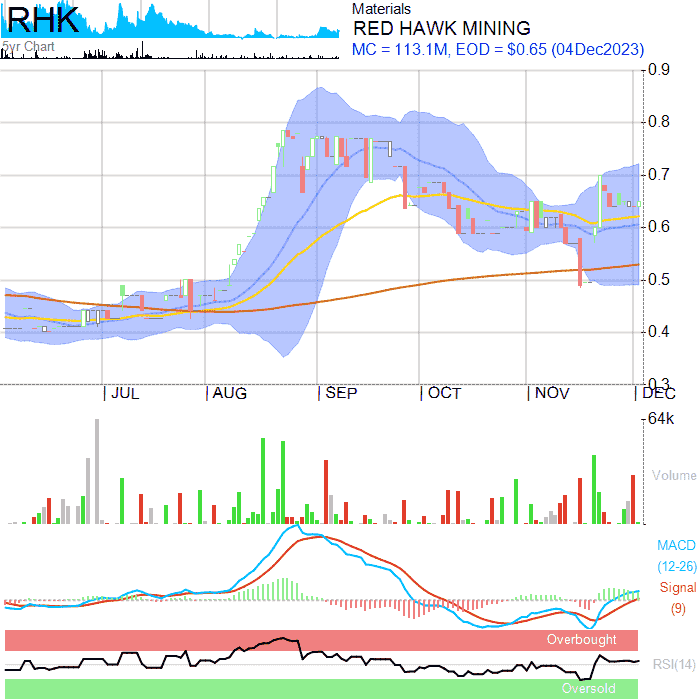 RHK
5yr Chart
Materials
RED HAWK MINING
MC = 113.1M, EOD = $0.65 (04Dec2023)
0.9
0.8
0.7
0.6
0.5
0.4
0.3
JUL AUG SEP OCT NOV DEC
64k
Volume
MACD
(12-26)
Signal
(9)
Overbought
RSI(14)
Oversold